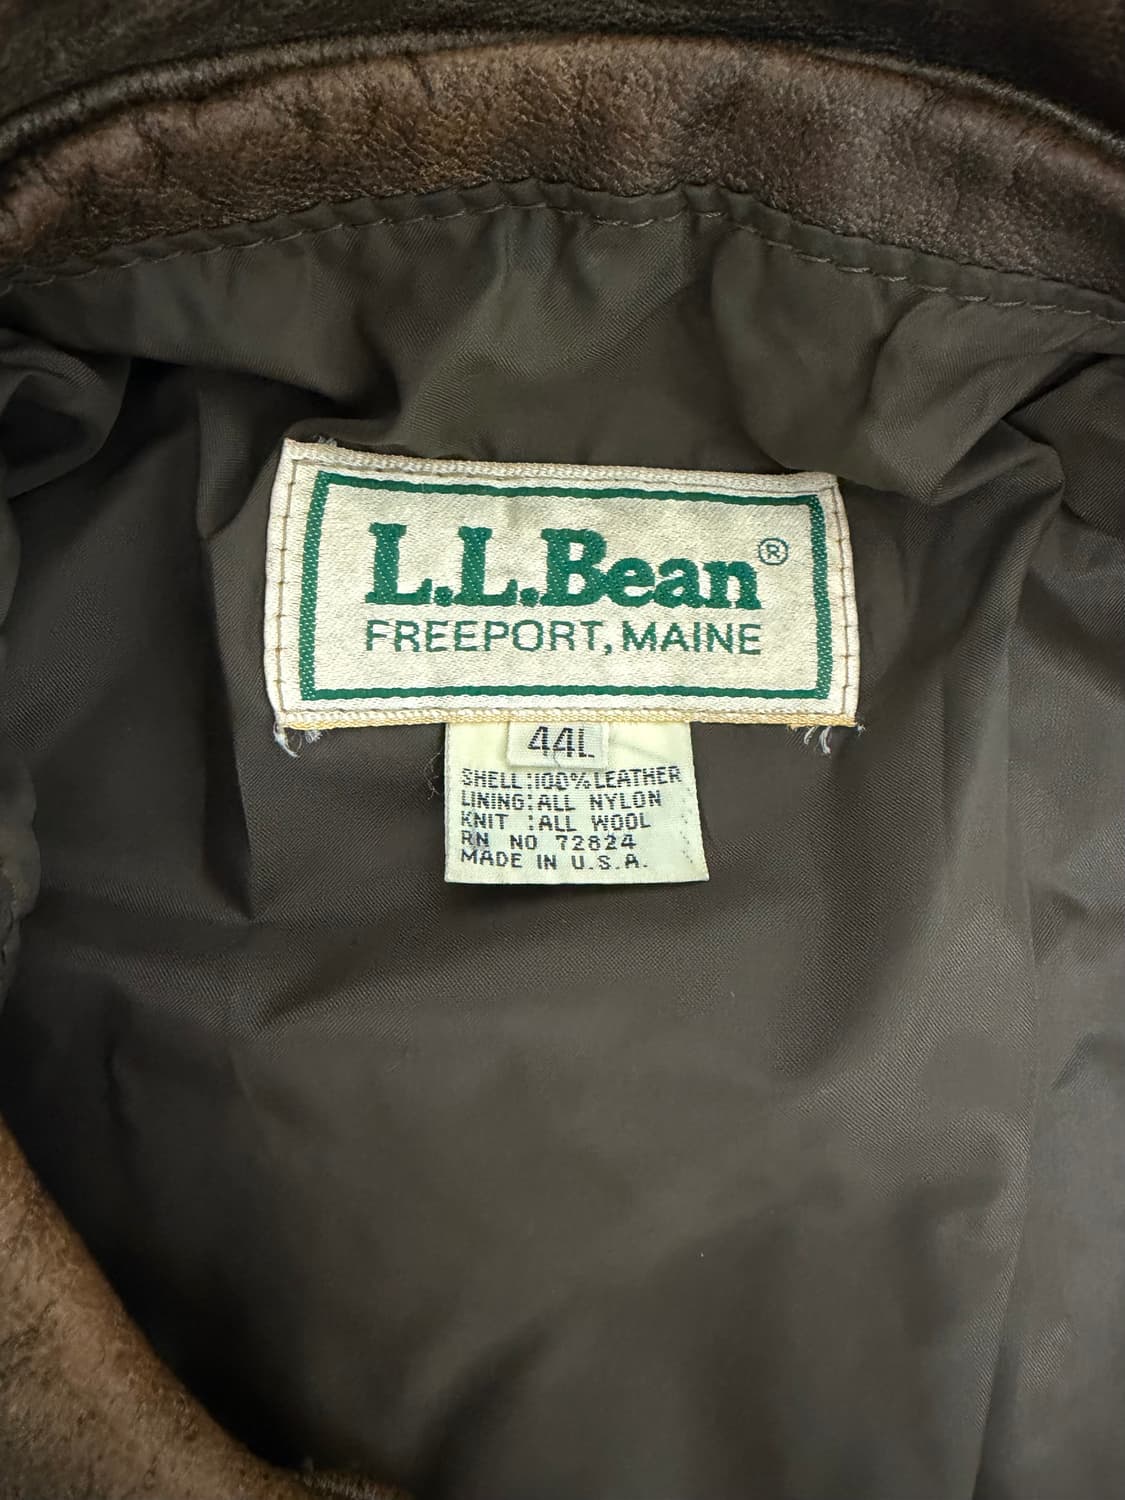 L.L.Bean®
FREEPORT, MAINE
44L
SHELL:100% LEATHER
LINING:ALL NYLON
KNIT :ALL WOOL
RN NO 72824
MADE IN U.S.A.